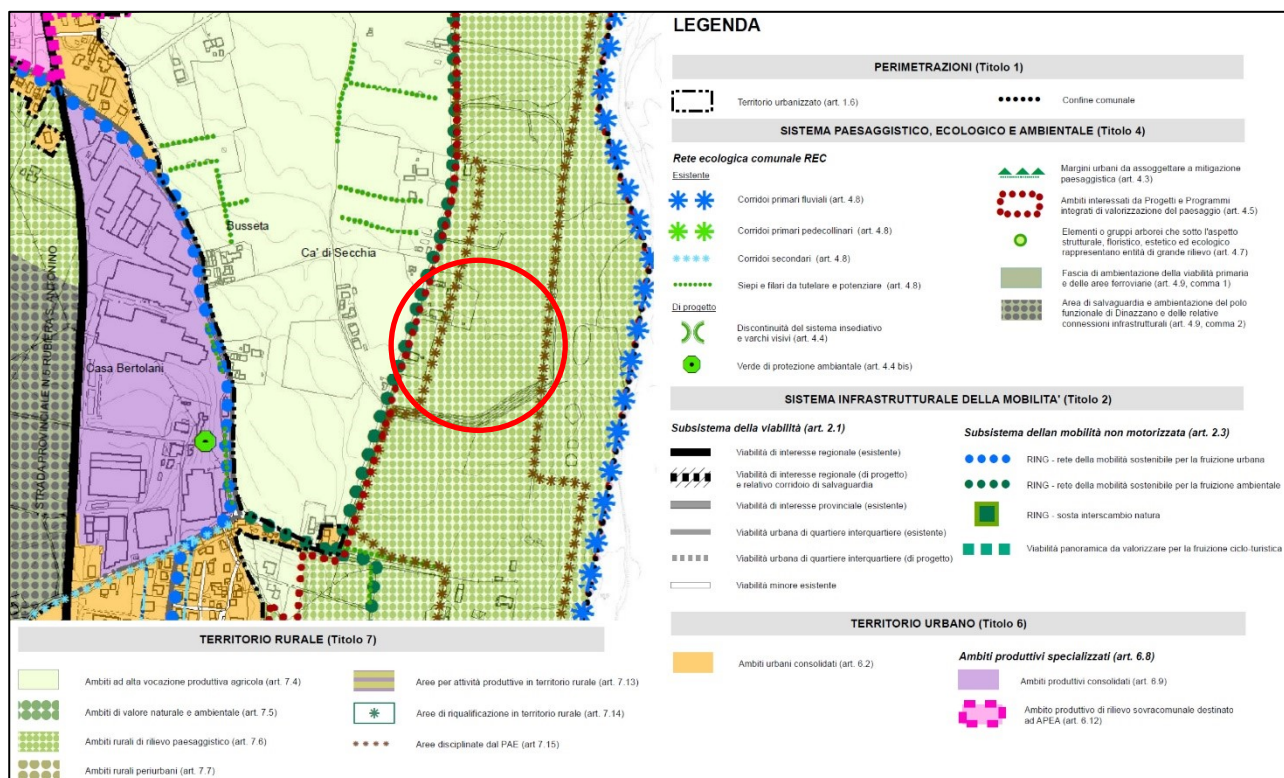 Busseta
Ca' di Secchia
Casa Bertolani
STRADA PROVINCIALE N.5 RUBIERA S. ANTONINO
LEGENDA
PERIMETRAZIONI (Titolo 1)
Territorio urbanizzato (art. 1.6)
Confine comunale
SISTEMA PAESAGGISTICO, ECOLOGICO E AMBIENTALE (Titolo 4)
Rete ecologica comunale REC
Esistente
Corridoi primari fluviali (art. 4.8)
Corridoi primari pedecollinari (art. 4.8)
Corridoi secondari (art. 4.8)
Siepi e filari da tutelare e potenziare (art. 4.8)
Di progetto
Discontinuità del sistema insediativo
e varchi visivi (art. 4.4)
Verde di protezione ambientale (art. 4.4 bis)
Margini urbani da assoggettare a mitigazione
paesaggistica (art. 4.3)
Ambiti interessati da Progetti e Programmi
integrati di valorizzazione del paesaggio (art. 4.5)
Elementi o gruppi arborei che sotto l'aspetto
strutturale, floristico, estetico ed ecologico
rappresentano entità di grande rilievo (art. 4.7)
Fascia di ambientazione della viabilità primaria
e delle aree ferroviane (art. 4.9, comma 1)
Area di salvaguardia e ambientazione del polo
funzionale di Dinazzano e delle relative
connessioni infrastrutturali (art. 4.9, comma 2)
SISTEMA INFRASTRUTTURALE DELLA MOBILITA' (Titolo 2)
Subsistema della viabilità (art. 2.1)
Viabilità di interesse regionale (esistente)
Viabilità di interesse regionale (di progetto)
e relativo corridoio di salvaguardia
Viabilità di interesse provinciale (esistente)
Viabilità urbana di quartiere interquartiere (esistente)
Viabilità urbana di quartiere interquartiere (di progetto)
Viabilità minore esistente
Subsistema dellan mobilità non motorizzata (art. 2.3)
RING - rete della mobilità sostenibile per la fruizione urbana
RING - rete della mobilità sostenibile per la fruizione ambientale
RING - sosta interscambio natura
Viabilità panoramica da valorizzare per la fruizione ciclo-turistica
TERRITORIO URBANO (Titolo 6)
Ambiti urbani consolidati (art. 6.2)
Ambiti produttivi specializzati (art. 6.8)
Ambiti produttivi consolidati (art. 6.9)
Ambito produttivo di rilievo sovracomunale destinato
ad APEA (art. 6.12)
TERRITORIO RURALE (Titolo 7)
Ambiti ad alta vocazione produttiva agricola (art. 7.4)
Ambiti di valore naturale e ambientale (art. 7.5)
Ambiti rurali di rilievo paesaggistico (art. 7.6)
Ambiti rurali periurbani (art. 7.7)
Aree per attività produttive in territorio rurale (art. 7.13)
Aree di riqualificazione in territorio rurale (art. 7.14)
Aree disciplinate dal PAE (art 7.15)